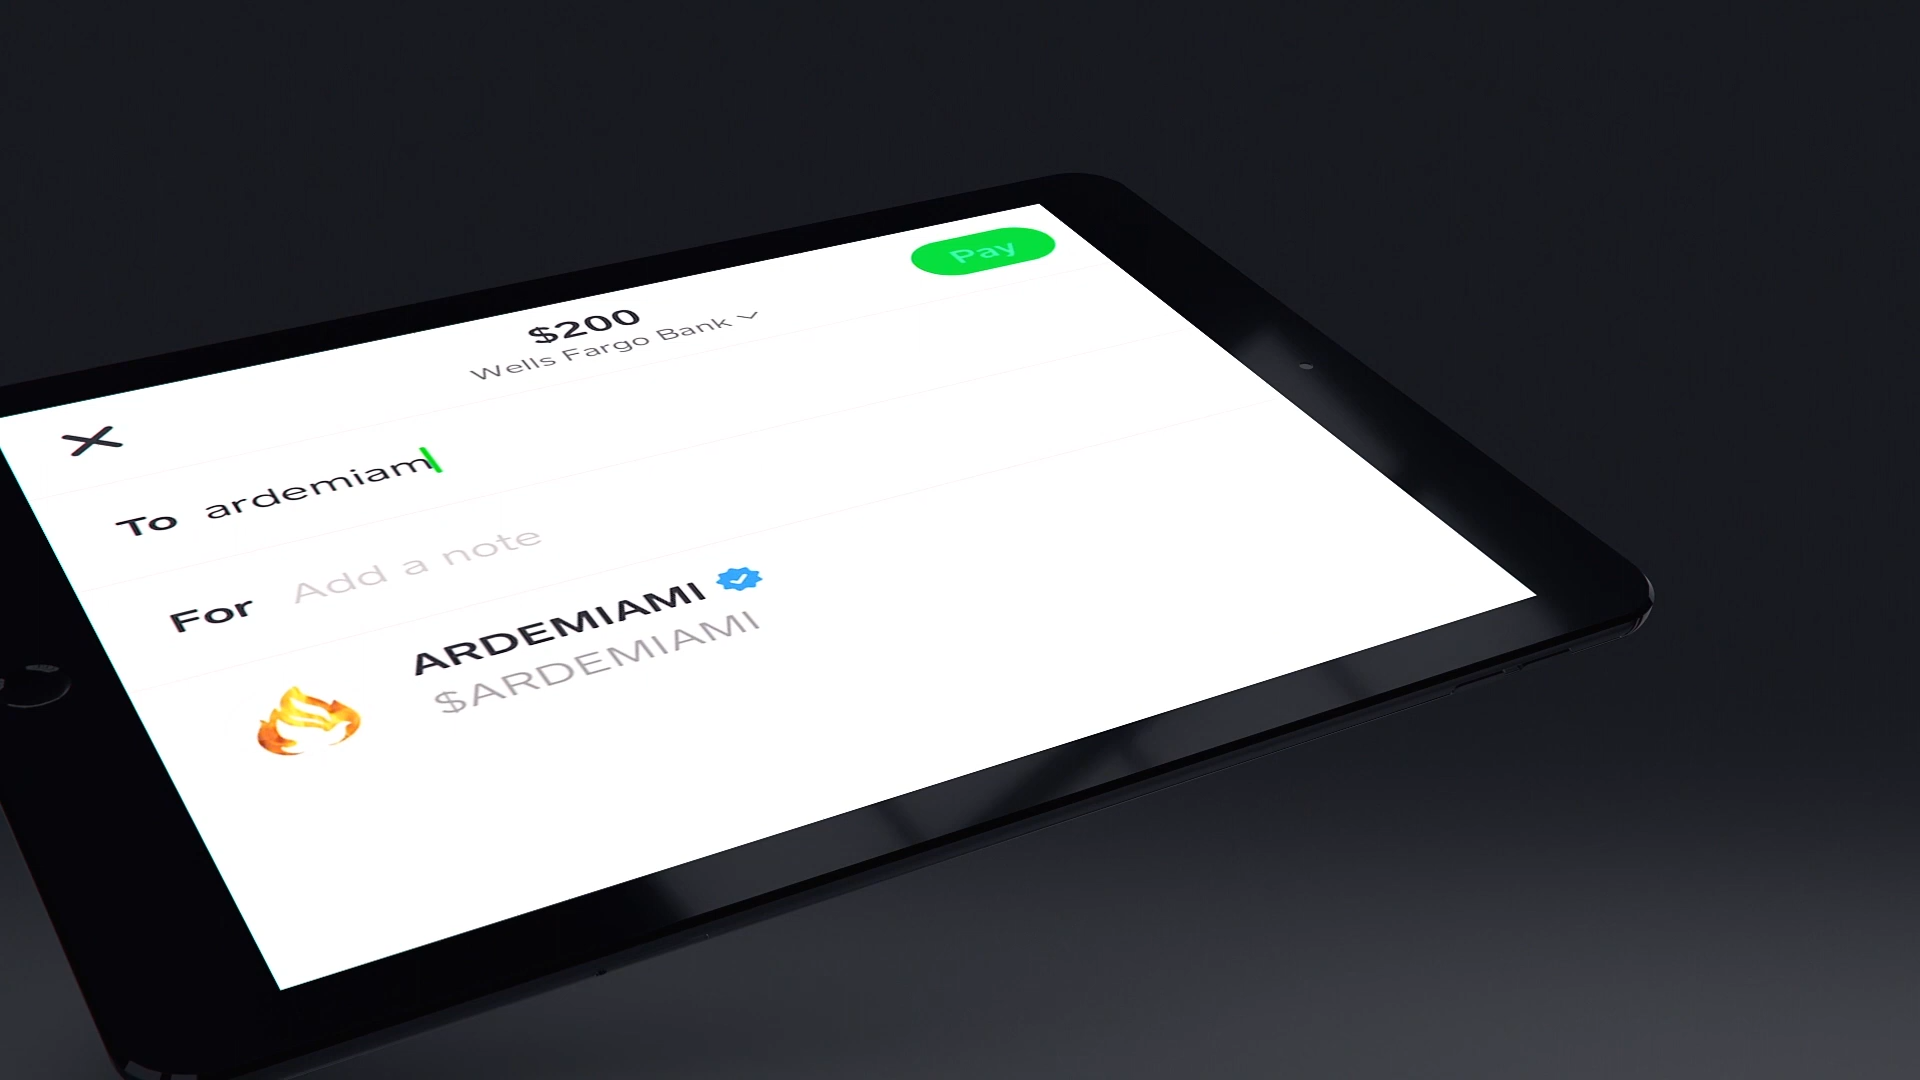 Pay
$200
Wells Fargo Bank
To ardemiam
For Add a note
ARDEMIAMI
$ARDEMIAMI